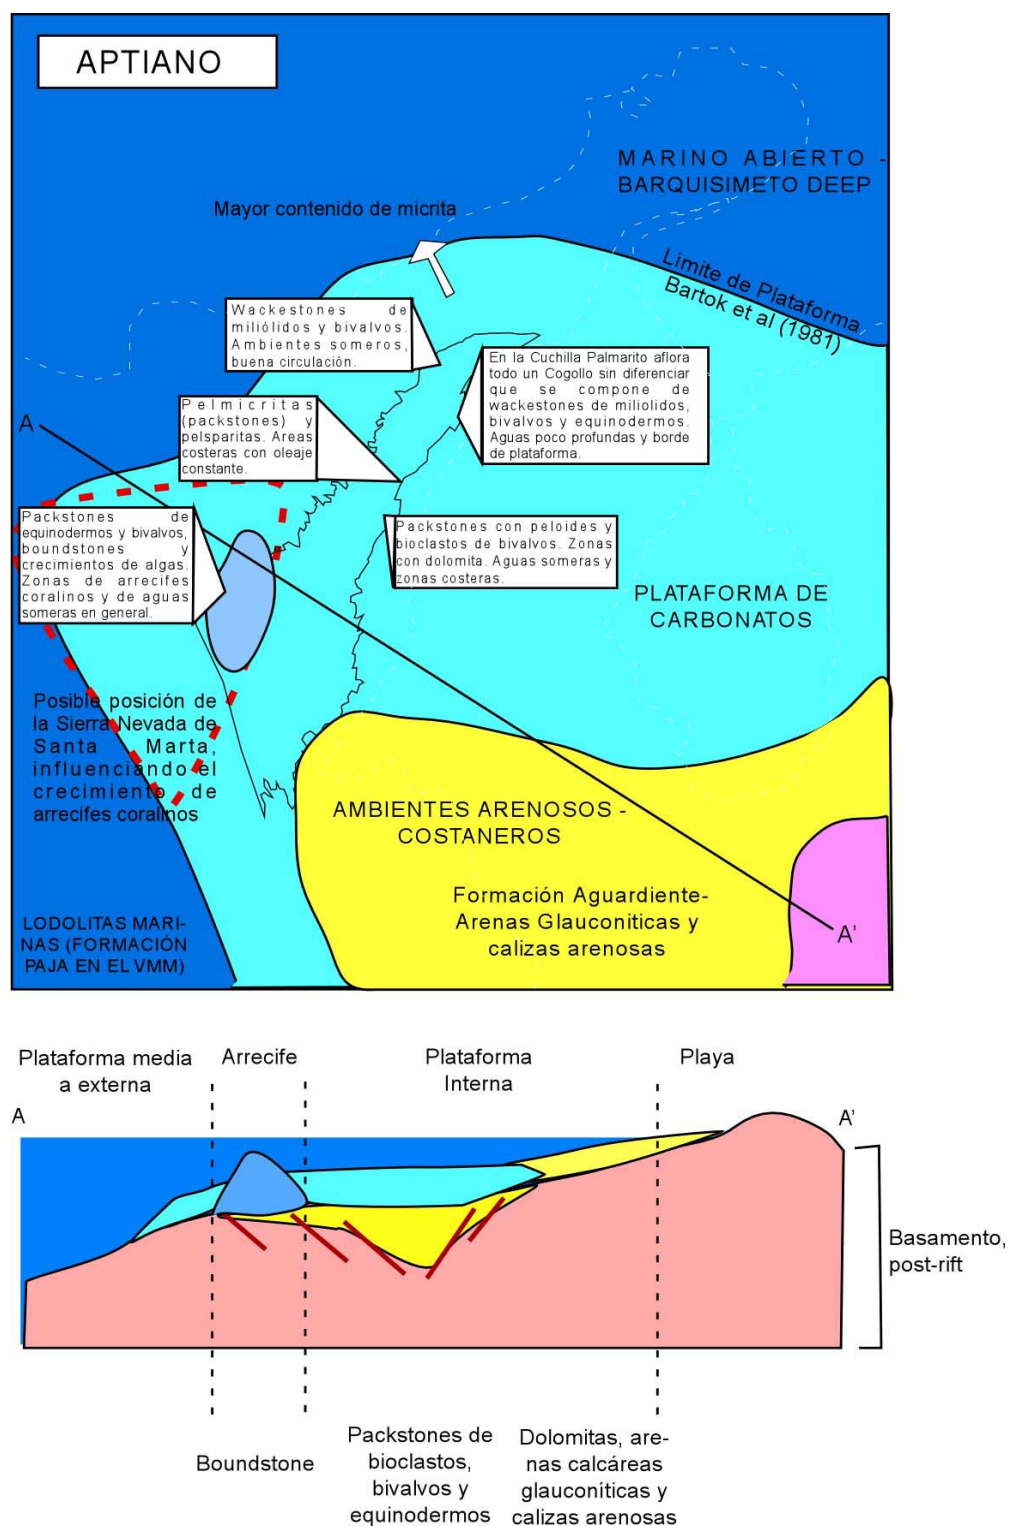 APTIANO
MARINO ABIERTO -
BARQUISIMETO DEEP
Mayor contenido de micrita
Limite de Plataforma
Bartok et al (1981)
Wackestones de
miliólidos y bivalvos.
Ambientes someros,
buena circulación.
En la Cuchilla Palmarito aflora
todo un Cogollo sin diferenciar
que se compone de
wackestones de miliolidos,
bivalvos y equinodermos.
Aguas poco profundas y borde
de plataforma.
Pelmicritas
(packstones) y
pelsparitas. Areas
costeras con oleaje
constante.
A
Packstones de
equinodermos y bivalvos,
boundstones y
crecimientos de algas.
Zonas de arrecifes
coralinos y de aguas
someras en general.
Packstones con peloides y
bioclastos de bivalvos. Zonas
con dolomita. Aguas someras y
zonas costeras.
PLATAFORMA DE
CARBONATOS
Posible posición de
la Sierra Nevada de
Santa Marta,
influenciando el
crecimiento de
arrecifes coralinos
AMBIENTES ARENOSOS -
COSTANEROS
Formación Aguardiente-
Arenas Glauconiticas y
calizas arenosas
A'
LODOLITAS MARI-
NAS (FORMACIÓN
PAJA EN EL VMM)
Plataforma media
a externa
Arrecife
Plataforma
Interna
Playa
A
A'
Basamento,
post-rift
Boundstone
Packstones de
bioclastos,
bivalvos y
equinodermos
Dolomitas, are-
nas calcáreas
glauconíticas y
calizas arenosas